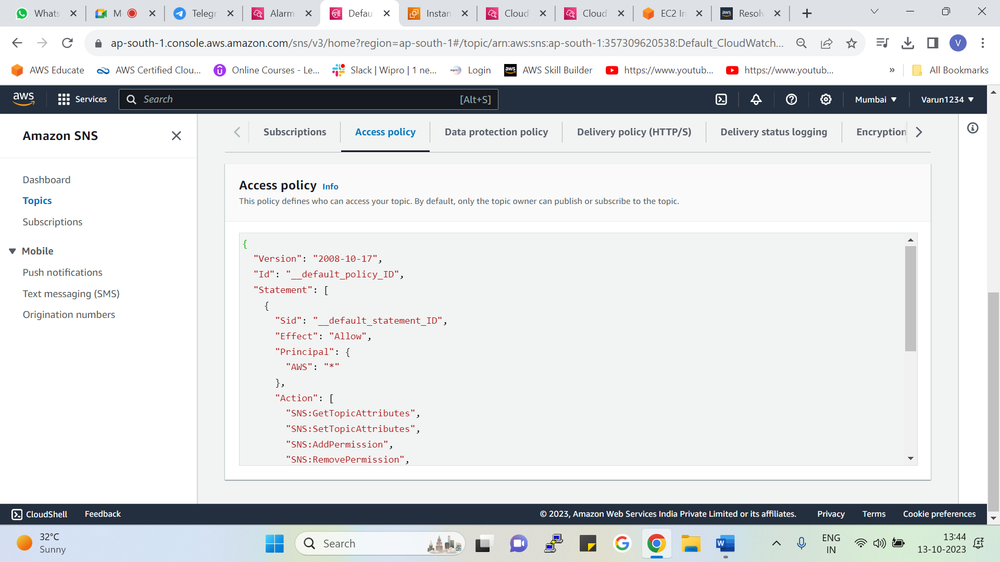 Whats
M
Telegr
Alarm
Defau
Instan
Cloud
Cloud
EC2 In
Resolv
ap-south-1.console.aws.amazon.com/sns/v3/home?region=ap-south-1#/topic/arn:aws:sns:ap-south-1:357309620538:Default_CloudWatch...
V
AWS Educate
AWS Certified Clou...
Online Courses - Le...
Slack | Wipro | 1 ne...
Login
AWS Skill Builder
https://www.youtub...
https://www.youtub...
»
All Bookmarks
aws
Services
Search
[Alt+S]
Mumbai
Varun1234
Amazon SNS
Dashboard
Topics
Subscriptions
Mobile
Push notifications
Text messaging (SMS)
Origination numbers
Subscriptions
Access policy
Data protection policy
Delivery policy (HTTP/S)
Delivery status logging
Encryption
Access policy Info
This policy defines who can access your topic. By default, only the topic owner can publish or subscribe to the topic.
{
"Version": "2008-10-17",
"Id": "__default_policy_ID",
"Statement": [
{
"Sid": "__default_statement_ID",
"Effect": "Allow",
"Principal": {
"AWS": "*"
},
"Action": [
"SNS:GetTopicAttributes",
"SNS:SetTopicAttributes",
"SNS:AddPermission",
"SNS:RemovePermission",
CloudShell
Feedback
© 2023, Amazon Web Services India Private Limited or its affiliates.
Privacy
Terms
Cookie preferences
32°C
Sunny
Search
ENG
IN
13:44
13-10-2023